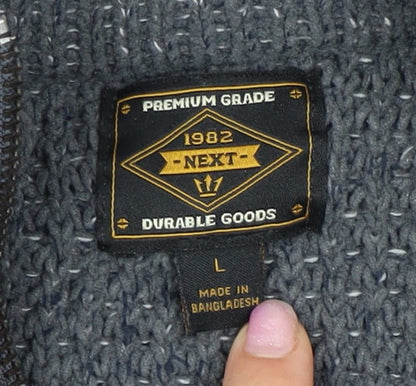 PREMIUM GRADE
1982
-NEXT-
DURABLE GOODS
L
MADE IN
BANGLADESH